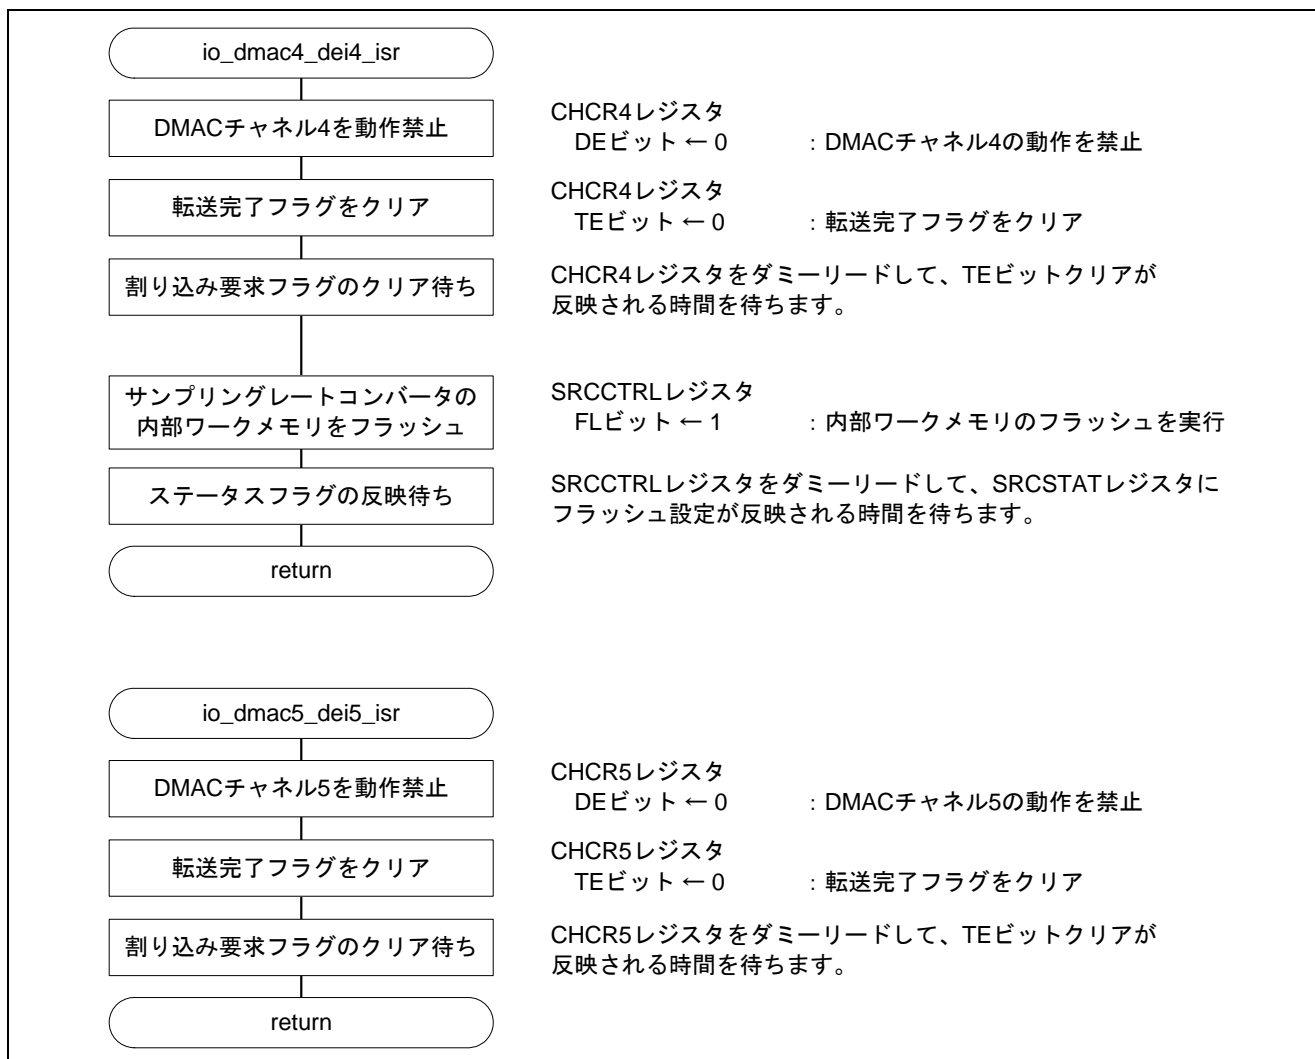 io_dmac4_dei4_isr
DMACチャネル4を動作禁止
CHCR4レジスタ
DEビット ← 0 : DMACチャネル4の動作を禁止
転送完了フラグをクリア
CHCR4レジスタ
TEビット ← 0 : 転送完了フラグをクリア
割り込み要求フラグのクリア待ち
CHCR4レジスタをダミーリードして、TEビットクリアが
反映される時間を待ちます。
サンプリングレートコンバータの
内部ワークメモリをフラッシュ
SRCCTRLレジスタ
FLビット ← 1 : 内部ワークメモリのフラッシュを実行
ステータスフラグの反映待ち
SRCCTRLレジスタをダミーリードして、SRCSTATレジスタに
フラッシュ設定が反映される時間を待ちます。
return
io_dmac5_dei5_isr
DMACチャネル5を動作禁止
CHCR5レジスタ
DEビット ← 0 : DMACチャネル5の動作を禁止
転送完了フラグをクリア
CHCR5レジスタ
TEビット ← 0 : 転送完了フラグをクリア
割り込み要求フラグのクリア待ち
CHCR5レジスタをダミーリードして、TEビットクリアが
反映される時間を待ちます。
return